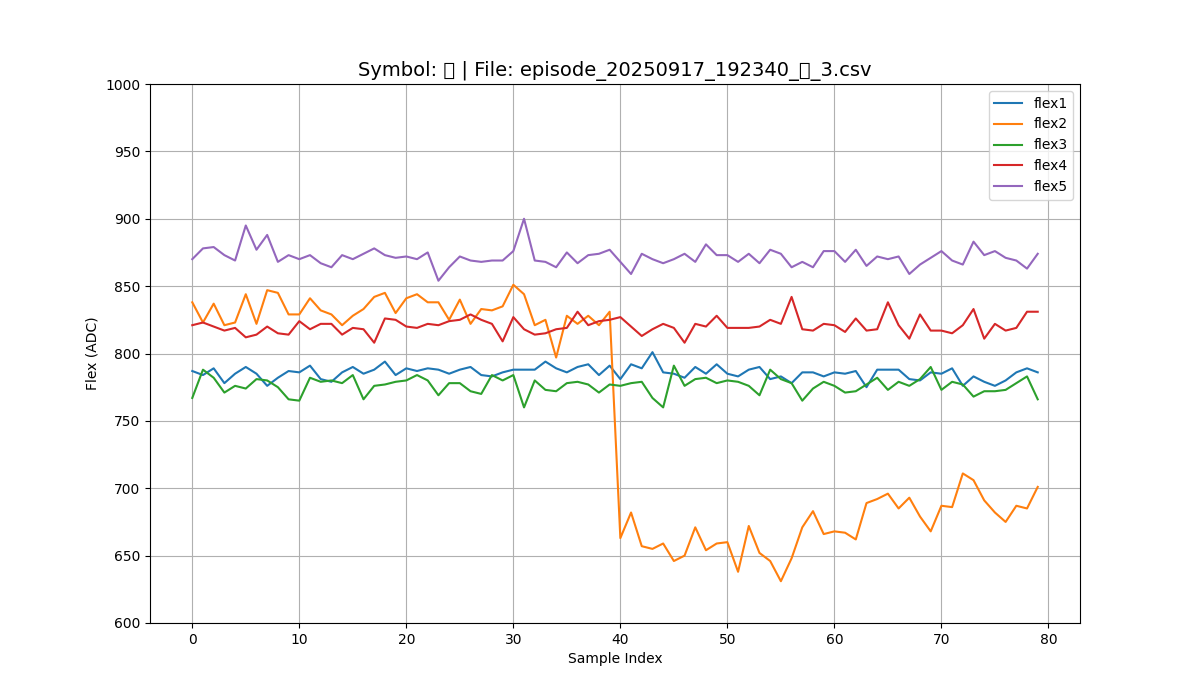 Symbol: | File: episode_20250917_192340_ _3.csv
1000
950
900
850
800
750
700
650
600
Flex (ADC)
0 10 20 30 40 50 60 70 80
Sample Index
flex1
flex2
flex3
flex4
flex5